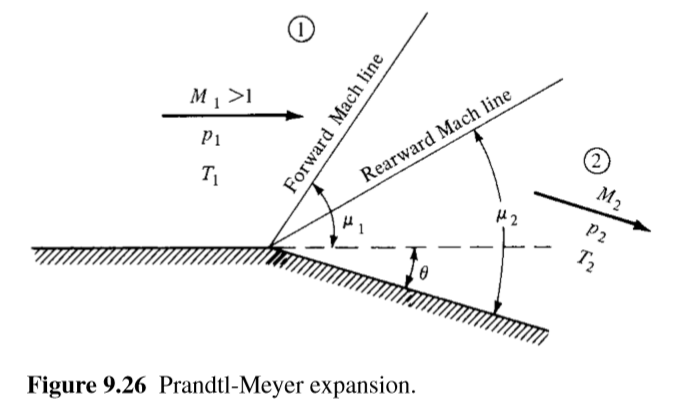 ①
M₁ >1
p₁
T₁
Forward Mach line
Rearward Mach line
②
M₂
p₂
T₂
μ₁
μ₂
θ
Figure 9.26 Prandtl-Meyer expansion.